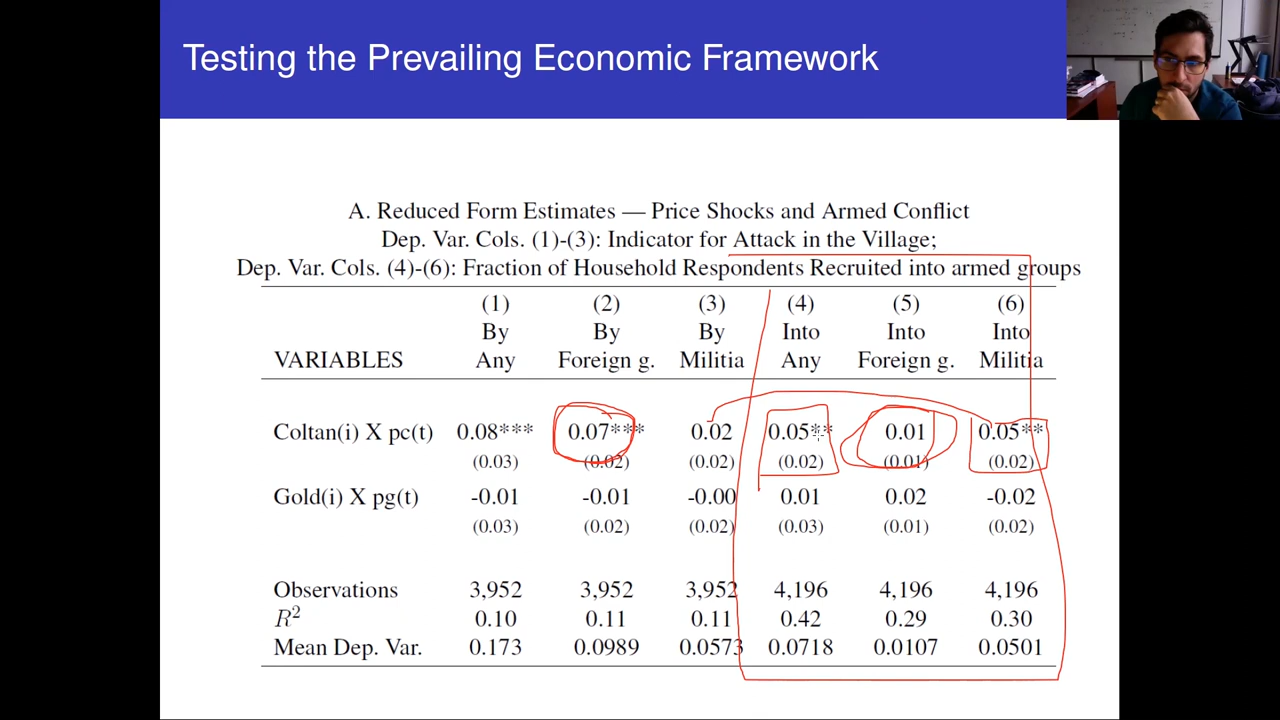 Testing the Prevailing Economic Framework
A. Reduced Form Estimates — Price Shocks and Armed Conflict
Dep. Var. Cols. (1)-(3): Indicator for Attack in the Village;
Dep. Var. Cols. (4)-(6): Fraction of Household Respondents Recruited into armed groups
(1) (2) (3) (4) (5) (6)
By By By Into Into Into
VARIABLES Any Foreign g. Militia Any Foreign g. Militia
Coltan(i) X pc(t) 0.08*** 0.07*** 0.02 0.05** 0.01 0.05**
(0.03) (0.02) (0.02) (0.02) (0.01) (0.02)
Gold(i) X pg(t) -0.01 -0.01 -0.00 0.01 0.02 -0.02
(0.03) (0.02) (0.02) (0.03) (0.01) (0.02)
Observations 3,952 3,952 3,952 4,196 4,196 4,196
R² 0.10 0.11 0.11 0.42 0.29 0.30
Mean Dep. Var. 0.173 0.0989 0.0573 0.0718 0.0107 0.0501